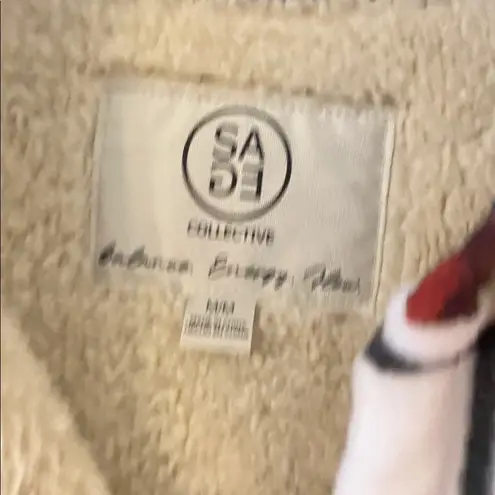 SA
GE
COLLECTIVE
Balance. Energy. Flow.
M/M